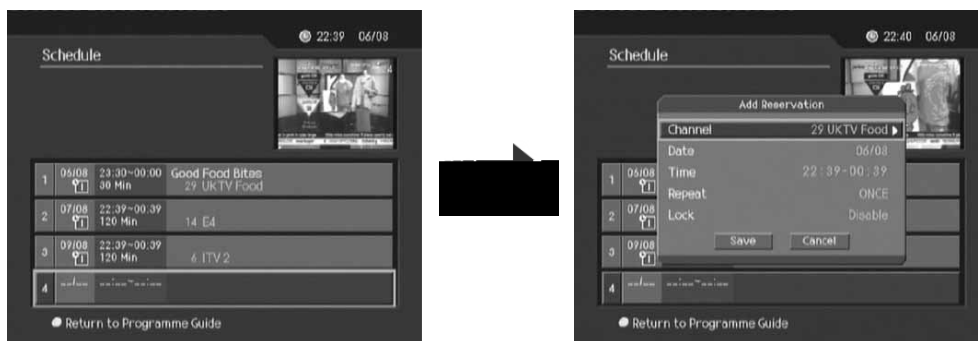 22:39 06/08
Schedule
1 06/08 23:30~00:00 Good Food Bites
30 Min 29 UKTV Food
2 07/08 22:39~00:39
120 Min 14 E4
3 09/08 22:39~00:39
120 Min 6 ITV2
4 --/-- --:--~--:--
Return to Programme Guide
22:40 06/08
Schedule
Add Reservation
Channel 29 UKTV Food
Date 06/08
Time 22:39-00:39
Repeat ONCE
Lock Disable
Save Cancel
1 06/08
2 07/08
3 09/08
4 --/-- --:--~--:--
Return to Programme Guide